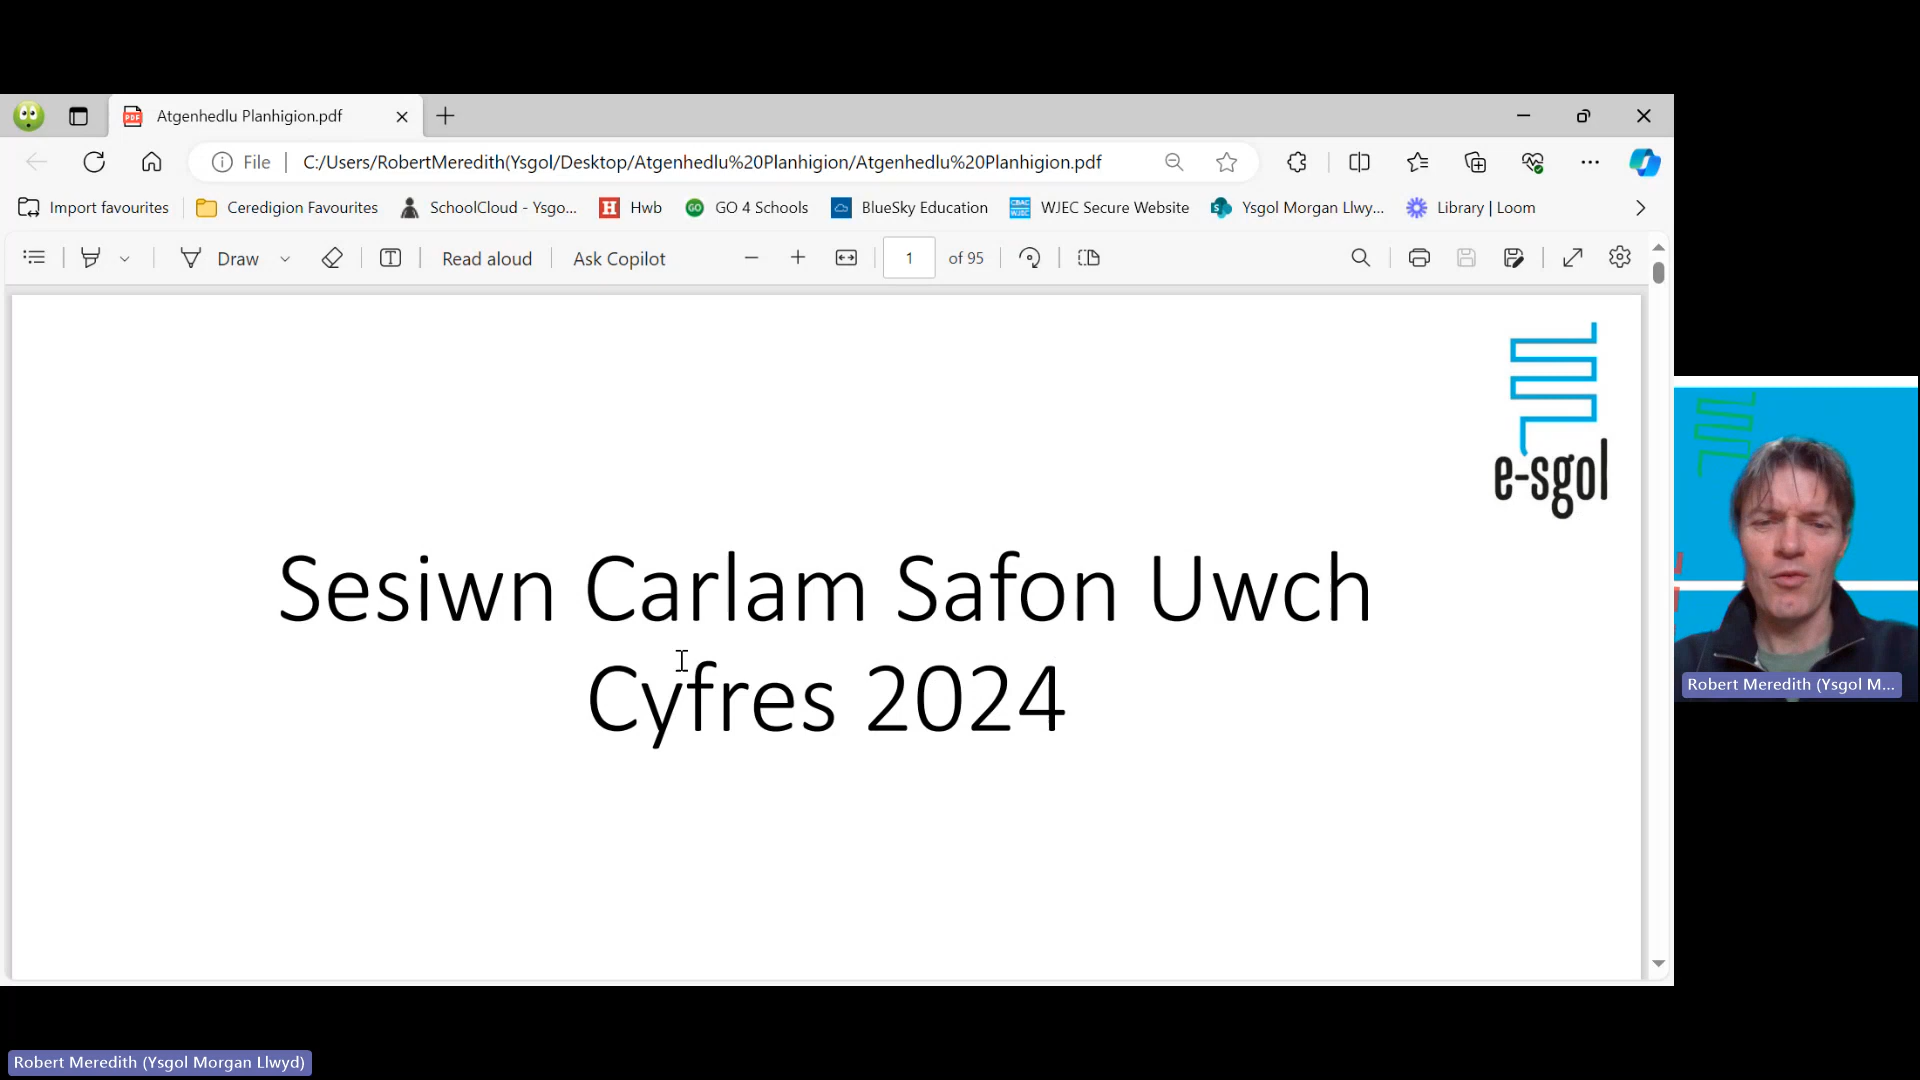 Atgenhedlu Planhigion.pdf
File
C:/Users/RobertMeredith(Ysgol/Desktop/Atgenhedlu%20Planhigion/Atgenhedlu%20Planhigion.pdf
Import favourites
Ceredigion Favourites
SchoolCloud - Ysgo...
Hwb
GO 4 Schools
BlueSky Education
WJEC Secure Website
Ysgol Morgan Llwy...
Library | Loom
Draw
Read aloud
Ask Copilot
1 of 95
e-sgol
Sesiwn Carlam Safon Uwch
Cyfres 2024
Robert Meredith (Ysgol M...
Robert Meredith (Ysgol Morgan Llwyd)